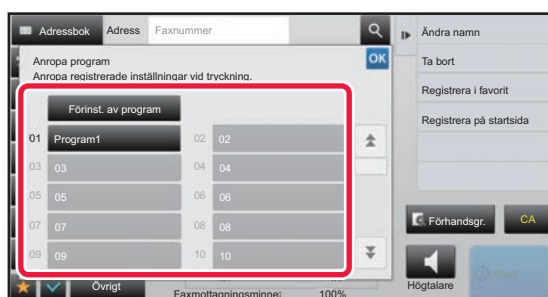 Adressbok Adress Faxnummer
Anropa program OK
Anropa registrerade inställningar vid tryckning.
Förinst. av program
01 Program1 02 02
03 03 04 04
05 05 06 06
07 07 08 08
09 09 10 10
Övrigt
Faxmottagningsminne: 100%
Ändra namn
Ta bort
Registrera i favorit
Registrera på startsida
Förhandsgr. CA
Högtalare Start